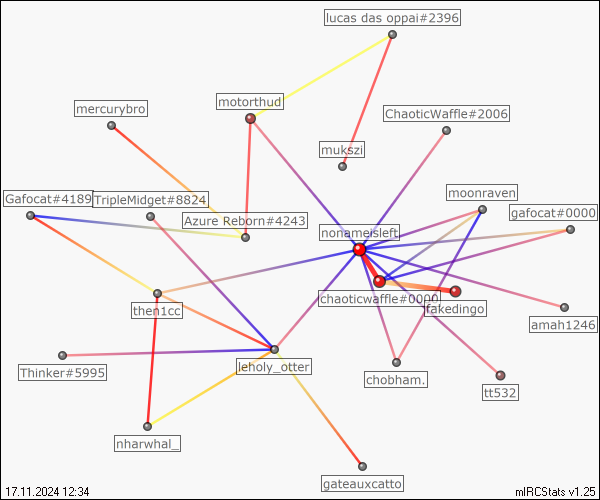 lucas das oppai#2396
motorthud
mercurybro
ChaoticWaffle#2006
mukszi
moonraven
Gafocat#4189
TripleMidget#8824
gafocat#0000
Azure Reborn#4243
nonameisleft
chaoticwaffle#0000
fakedingo
then1cc
amah1246
leholy_otter
Thinker#5995
chobham.
tt532
nharwhal_
gateauxcatto
17.11.2024 12:34
mIRCStats v1.25